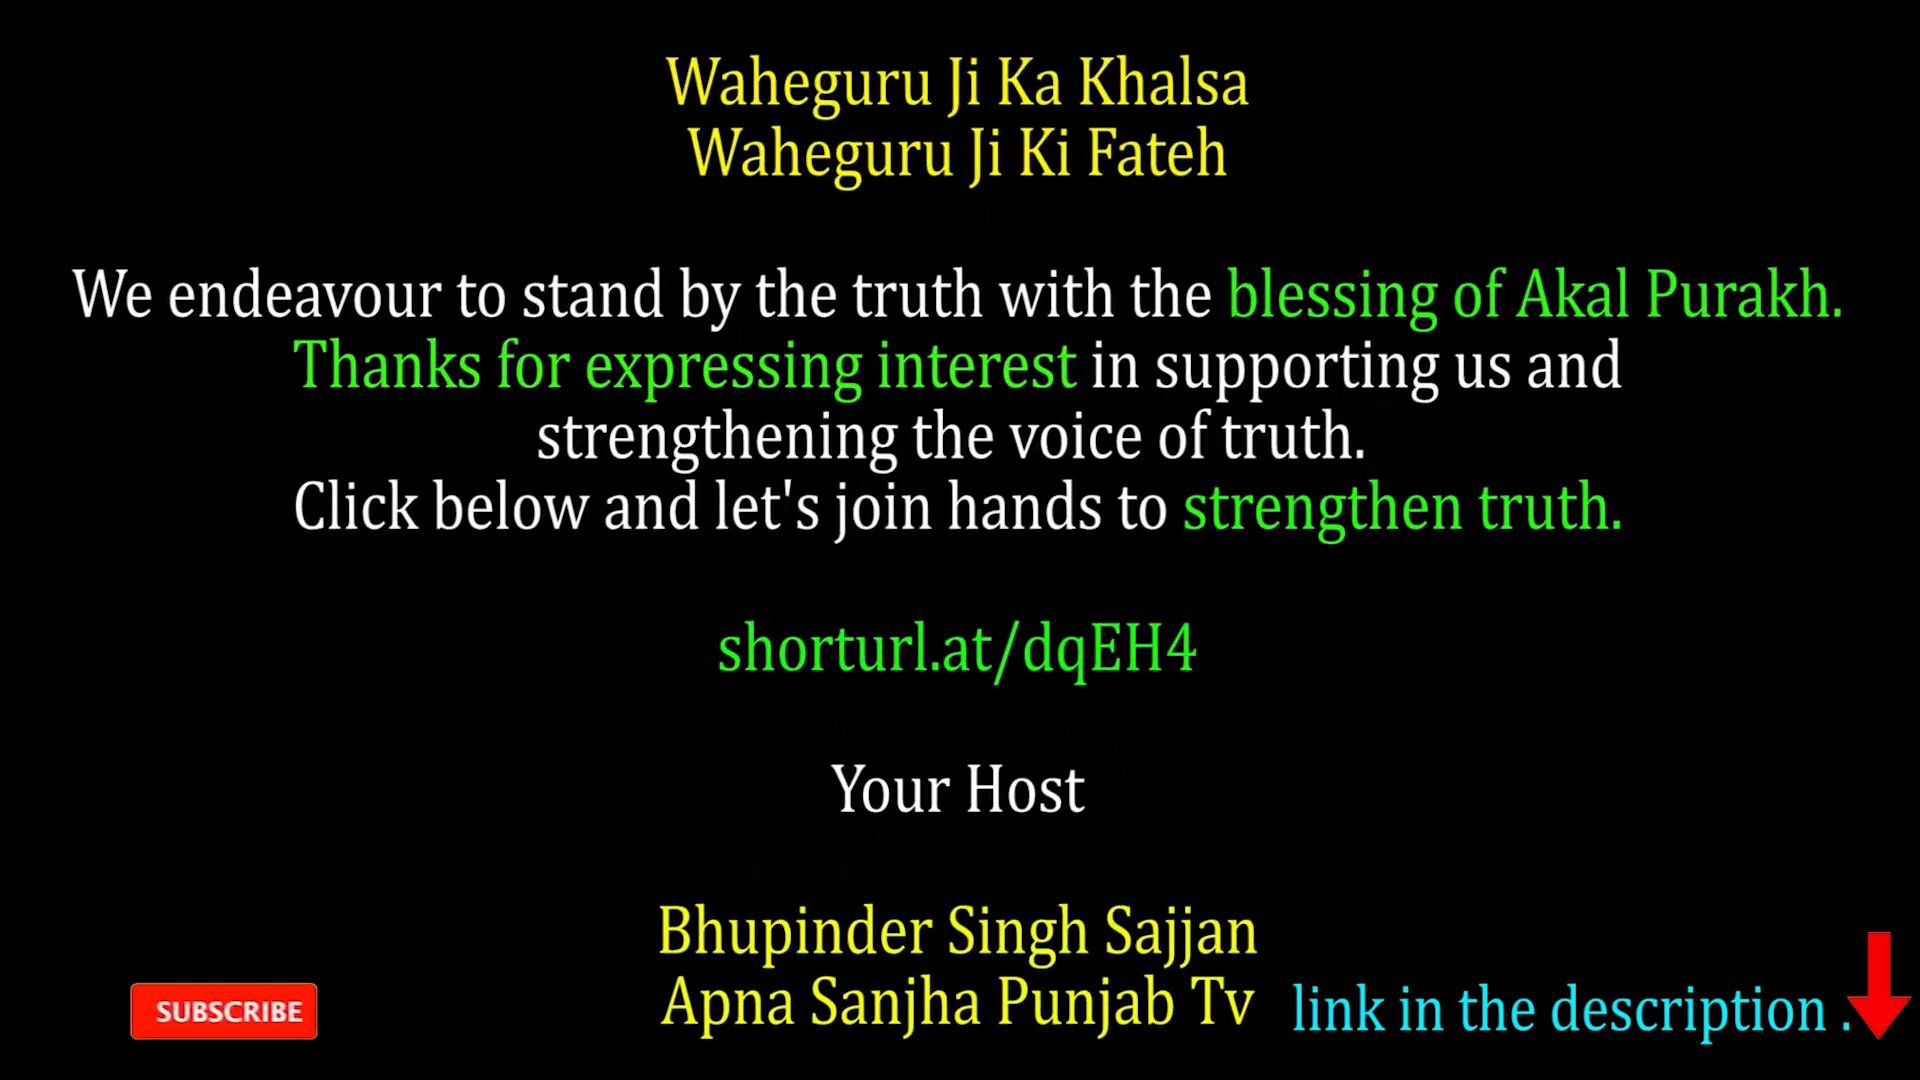 Waheguru Ji Ka Khalsa
Waheguru Ji Ki Fateh
We endeavour to stand by the truth with the blessing of Akal Purakh.
Thanks for expressing interest in supporting us and
strengthening the voice of truth.
Click below and let's join hands to strengthen truth.
shorturl.at/dqEH4
Your Host
Bhupinder Singh Sajjan
Apna Sanjha Punjab Tv
SUBSCRIBE
link in the description .